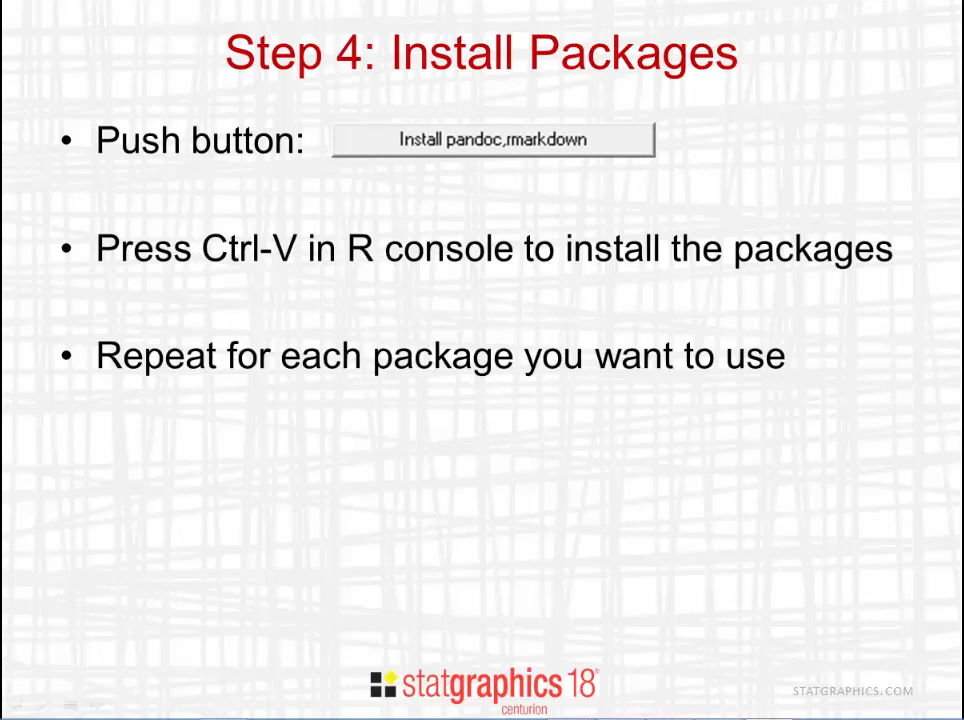 Step 4: Install Packages
• Push button:
Install pandoc,rmarkdown
• Press Ctrl-V in R console to install the packages
• Repeat for each package you want to use
statgraphics 18®
centurion
STATGRAPHICS.COM